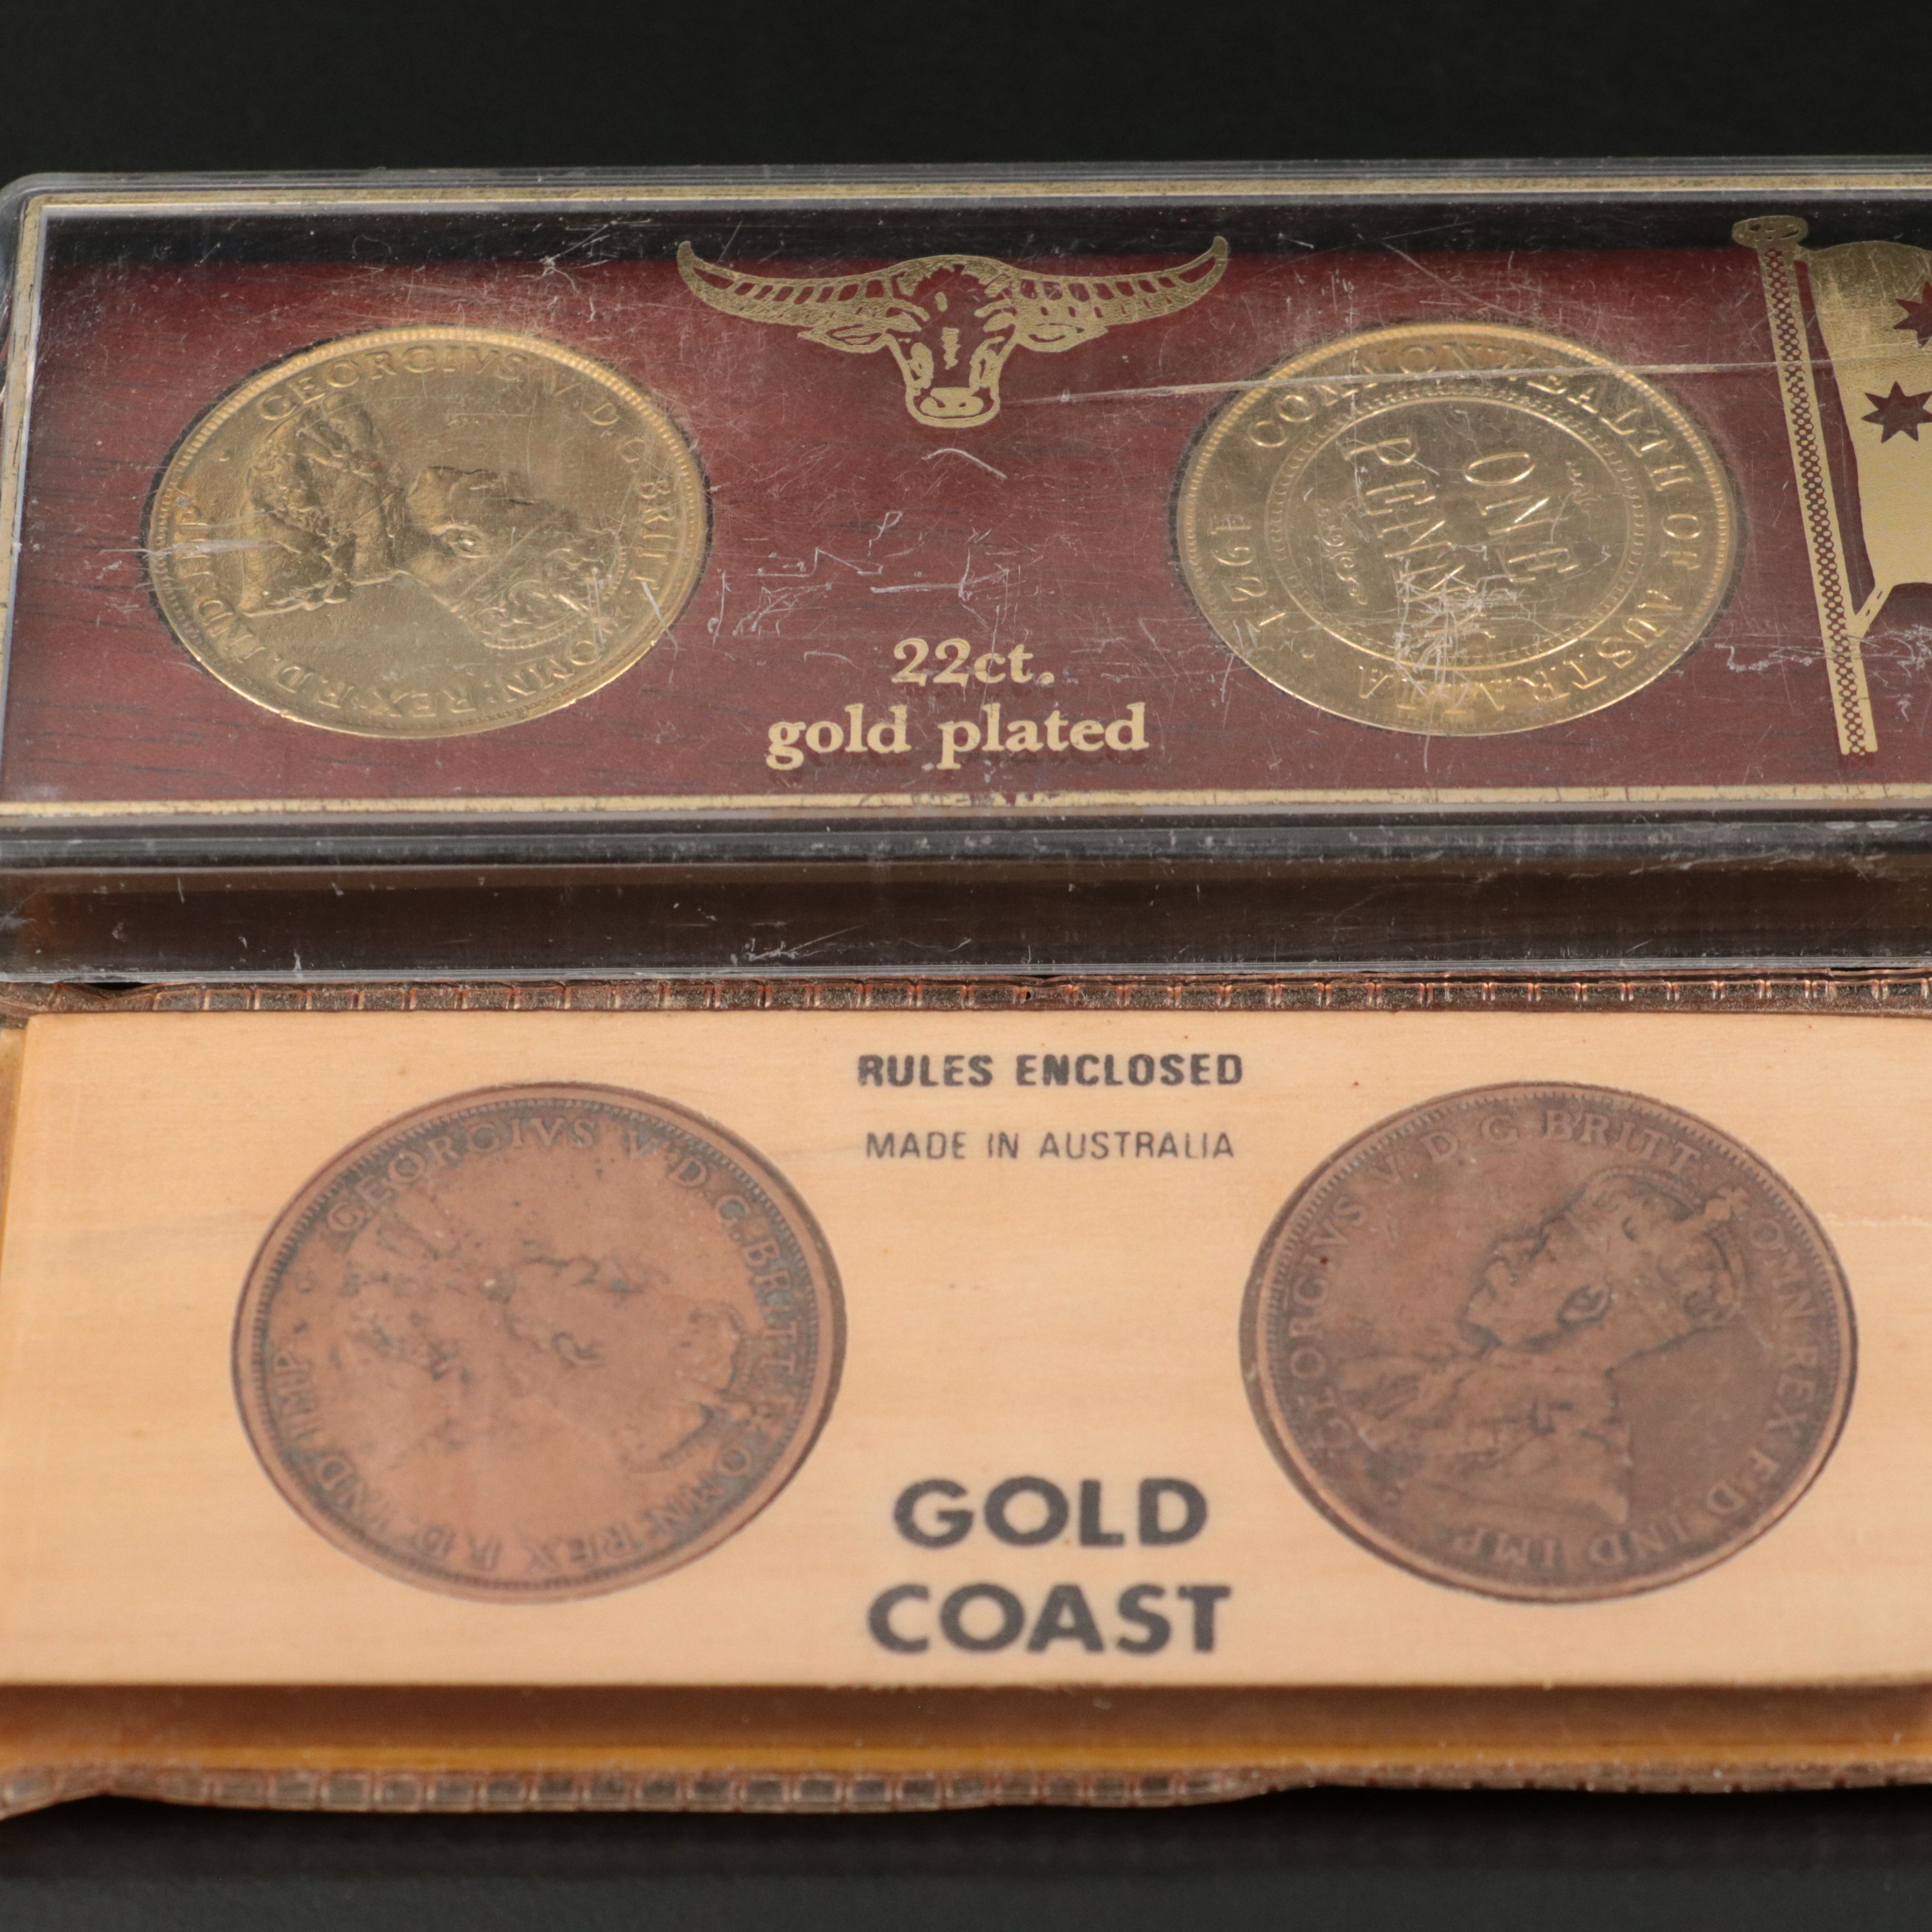 GEORGIVS V D.G. BRITT: OMN: REX F.D. IND: IMP:
COMMONWEALTH OF AUSTRALIA
1921
ONE
PENNY
22ct.
gold plated
RULES ENCLOSED
MADE IN AUSTRALIA
GEORGIVS V D.G. BRITT: OMN: REX F.D. IND: IMP:
GEORGIVS V D.G. BRITT: OMN: REX F.D. IND: IMP:
GOLD
COAST